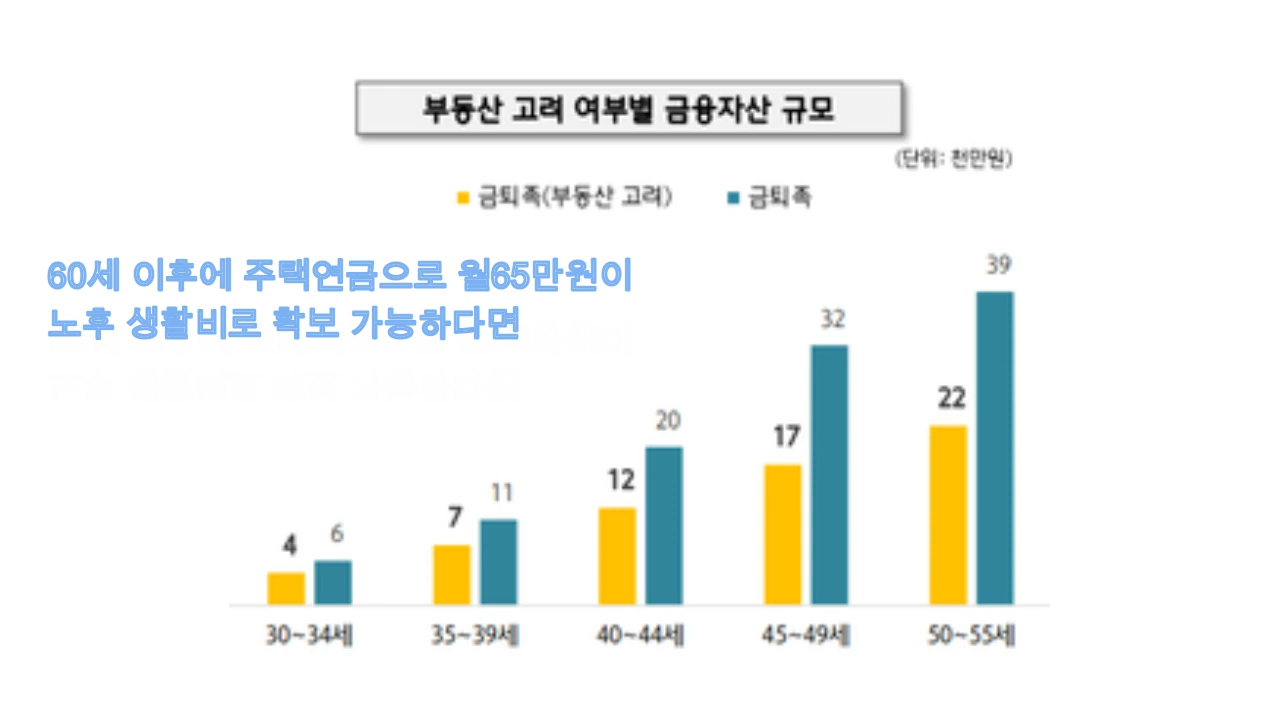 부동산 고려 여부별 금융자산 규모
(단위: 천만원)
금퇴족(부동산 고려) 금퇴족
60세 이후에 주택연금으로 월65만원이
노후 생활비로 확보 가능하다면
4 6 7 11 12 20 17 32 22 39
30~34세 35~39세 40~44세 45~49세 50~55세